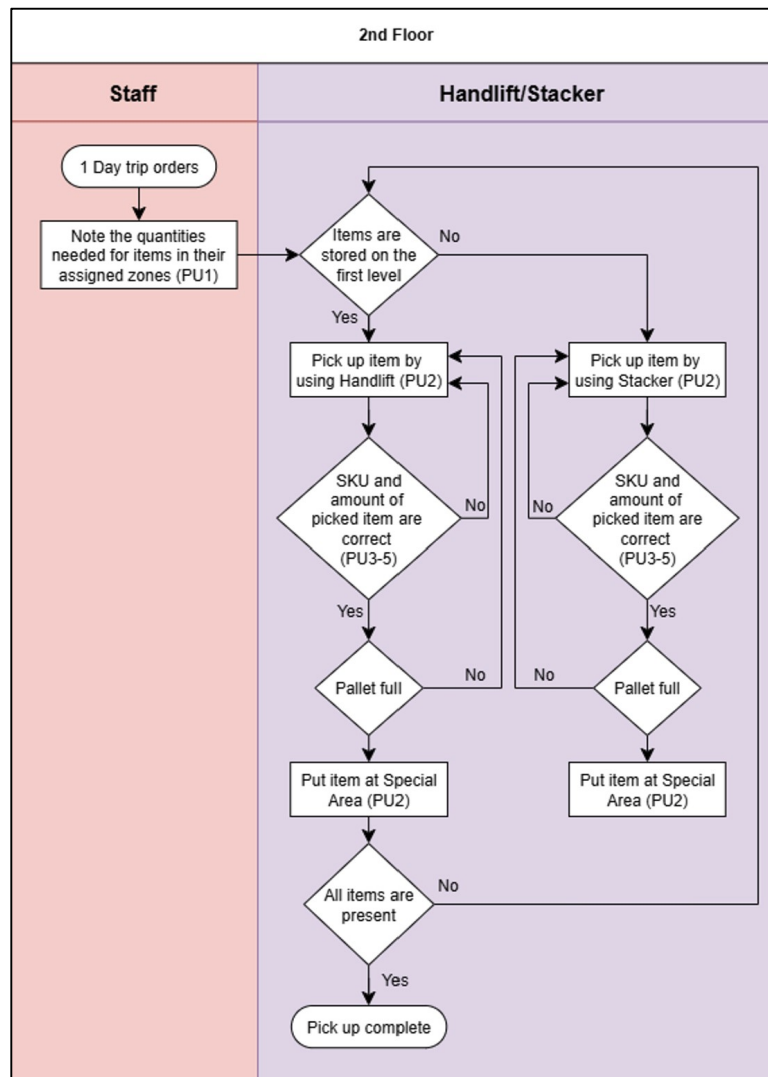 2nd Floor
Staff
Handlift/Stacker
1 Day trip orders
Note the quantities
needed for items in their
assigned zones (PU1)
Items are
stored on the
first level
No
Yes
Pick up item by
using Handlift (PU2)
Pick up item by
using Stacker (PU2)
SKU and
amount of
picked item are
correct
(PU3-5)
No
No
SKU and
amount of
picked item are
correct
(PU3-5)
Yes
Yes
Pallet full
No
No
Pallet full
Put item at Special
Area (PU2)
Put item at Special
Area (PU2)
All items are
present
No
Yes
Pick up complete